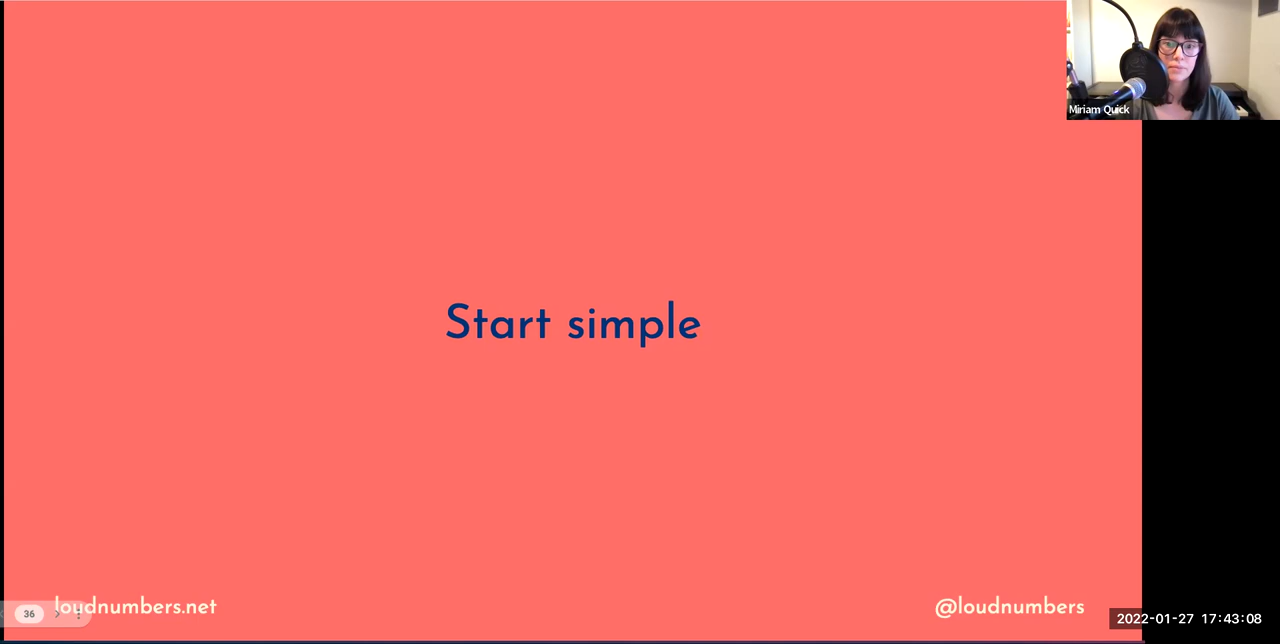 Miriam Quick
Start simple
36
loudnumbers.net
@loudnumbers
2022-01-27 17:43:08